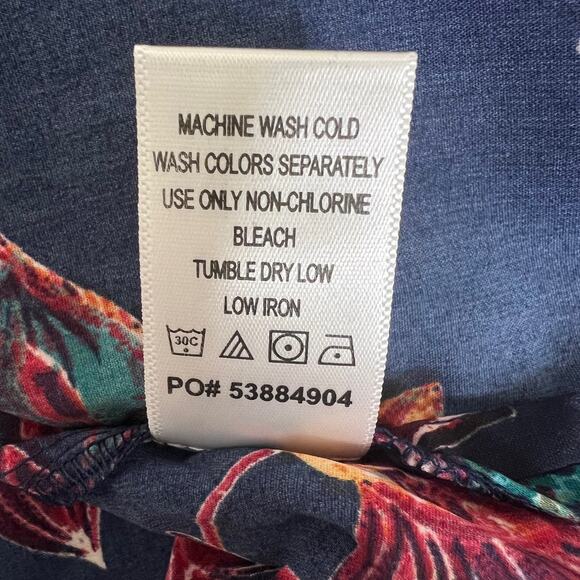 MACHINE WASH COLD
WASH COLORS SEPARATELY
USE ONLY NON-CHLORINE
BLEACH
TUMBLE DRY LOW
LOW IRON
30C
PO# 53884904